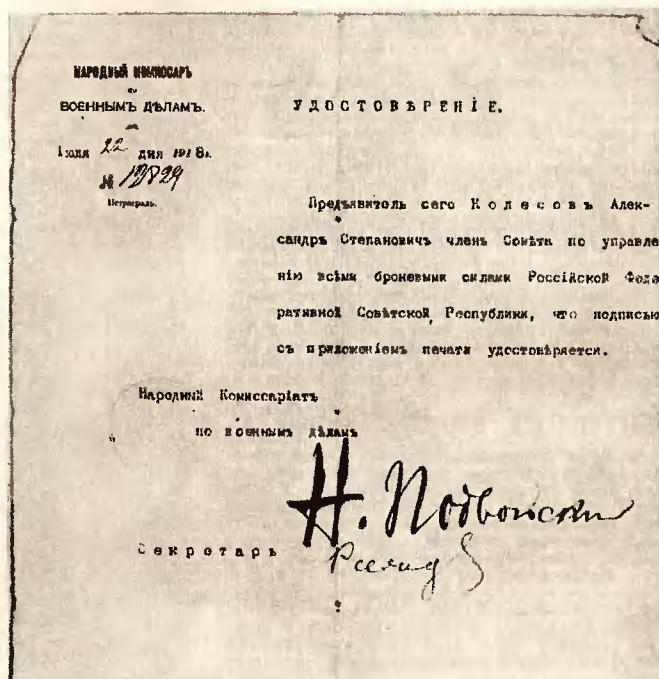 НАРОДНЫЙ КОМИССАРЪ
по
ВОЕННЫМЪ ДѢЛАМЪ.
Іюля 22 дня 1918г.
№ 19829
Петроградъ.
УДОСТОВѢРЕНІЕ.
Предъявитель сего Колесовъ Алек-
сандръ Степановичъ членъ Совѣта по управле
нію всѣми броневыми силами Россійской Феде
ративной Совѣтской Республики, что подписью
съ приложеніемъ печати удостовѣряется.
Народный Комиссаріатъ
по военнымъ дѣламъ
Н. Подвойски
Секретарь